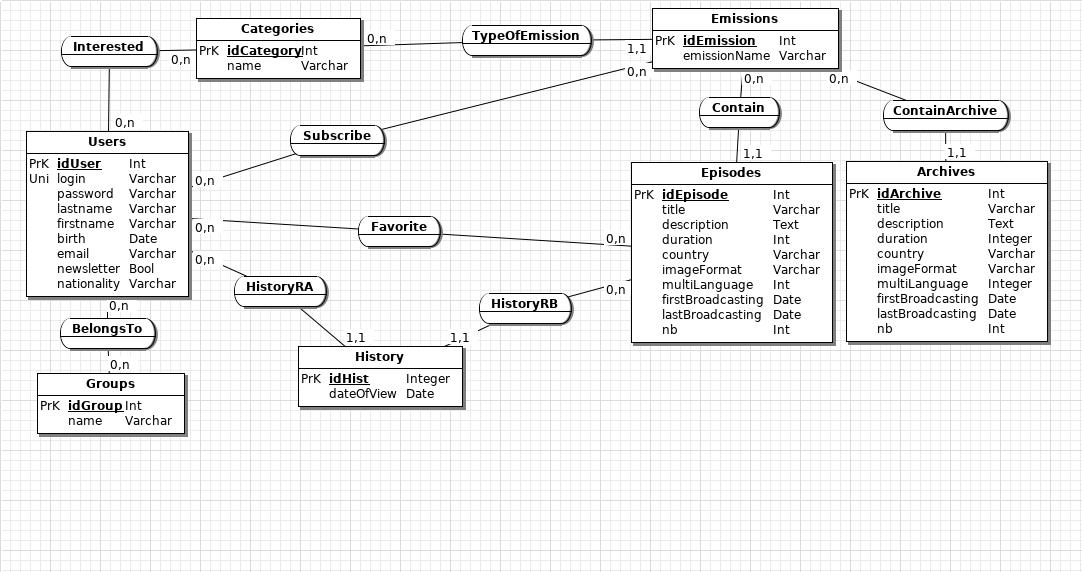 Interested
Categories
PrK idCategory Int
name Varchar
0,n
0,n
0,n
TypeOfEmission
1,1
Emissions
PrK idEmission Int
emissionName Varchar
0,n
0,n
0,n
Subscribe
0,n
Contain
1,1
ContainArchive
1,1
Users
PrK idUser Int
Uni login Varchar
password Varchar
lastname Varchar
firstname Varchar
birth Date
email Varchar
newsletter Bool
nationality Varchar
0,n
Favorite
0,n
0,n
HistoryRA
1,1
HistoryRB
1,1
0,n
Episodes
PrK idEpisode Int
title Varchar
description Text
duration Int
country Varchar
imageFormat Varchar
multiLanguage Int
firstBroadcasting Date
lastBroadcasting Date
nb Int
Archives
PrK idArchive Int
title Varchar
description Text
duration Integer
country Varchar
imageFormat Varchar
multiLanguage Integer
firstBroadcasting Date
lastBroadcasting Date
nb Int
0,n
BelongsTo
0,n
Groups
PrK idGroup Int
name Varchar
History
PrK idHist Integer
dateOfView Date